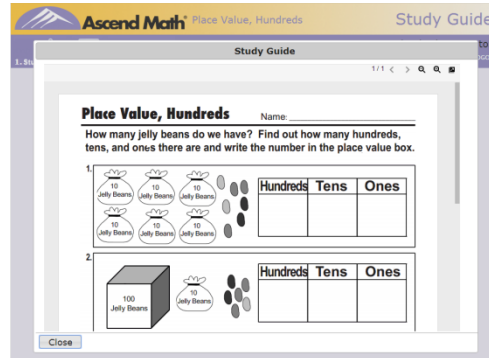 Ascend Math® Place Value, Hundreds Study Guide
Study Guide to
1. Stu
1 / 1 < >
Place Value, Hundreds Name:
How many jelly beans do we have? Find out how many hundreds,
tens, and ones there are and write the number in the place value box.
1.
10 10 10
Jelly Beans Jelly Beans Jelly Beans
Hundreds Tens Ones
10 10 10
Jelly Beans Jelly Beans Jelly Beans
2.
Hundreds Tens Ones
100
Jelly Beans
10
Jelly Beans
Close